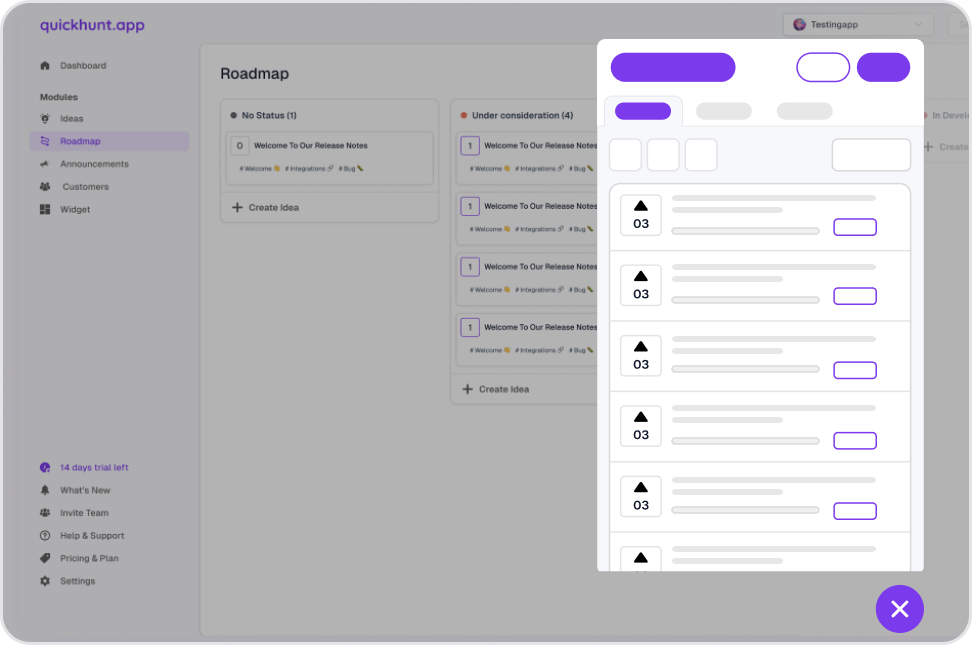 quickhunt.app
Testingapp
Dashboard
Modules
Ideas
Roadmap
Announcements
Customers
Widget
14 days trial left
What's New
Invite Team
Help & Support
Pricing & Plan
Settings
Roadmap
No Status (1)
0 Welcome To Our Release Notes
# Welcome 👋 # Integrations 🔗 # Bug 🐛
Create Idea
Under consideration (4)
1 Welcome To Our Release Notes
# Welcome 👋 # Integrations 🔗 # Bug 🐛
1 Welcome To Our Release Notes
# Welcome 👋 # Integrations 🔗 # Bug 🐛
1 Welcome To Our Release Notes
# Welcome 👋 # Integrations 🔗 # Bug 🐛
1 Welcome To Our Release Notes
# Welcome 👋 # Integrations 🔗 # Bug 🐛
Create Idea
In Develo
Create
03
03
03
03
03